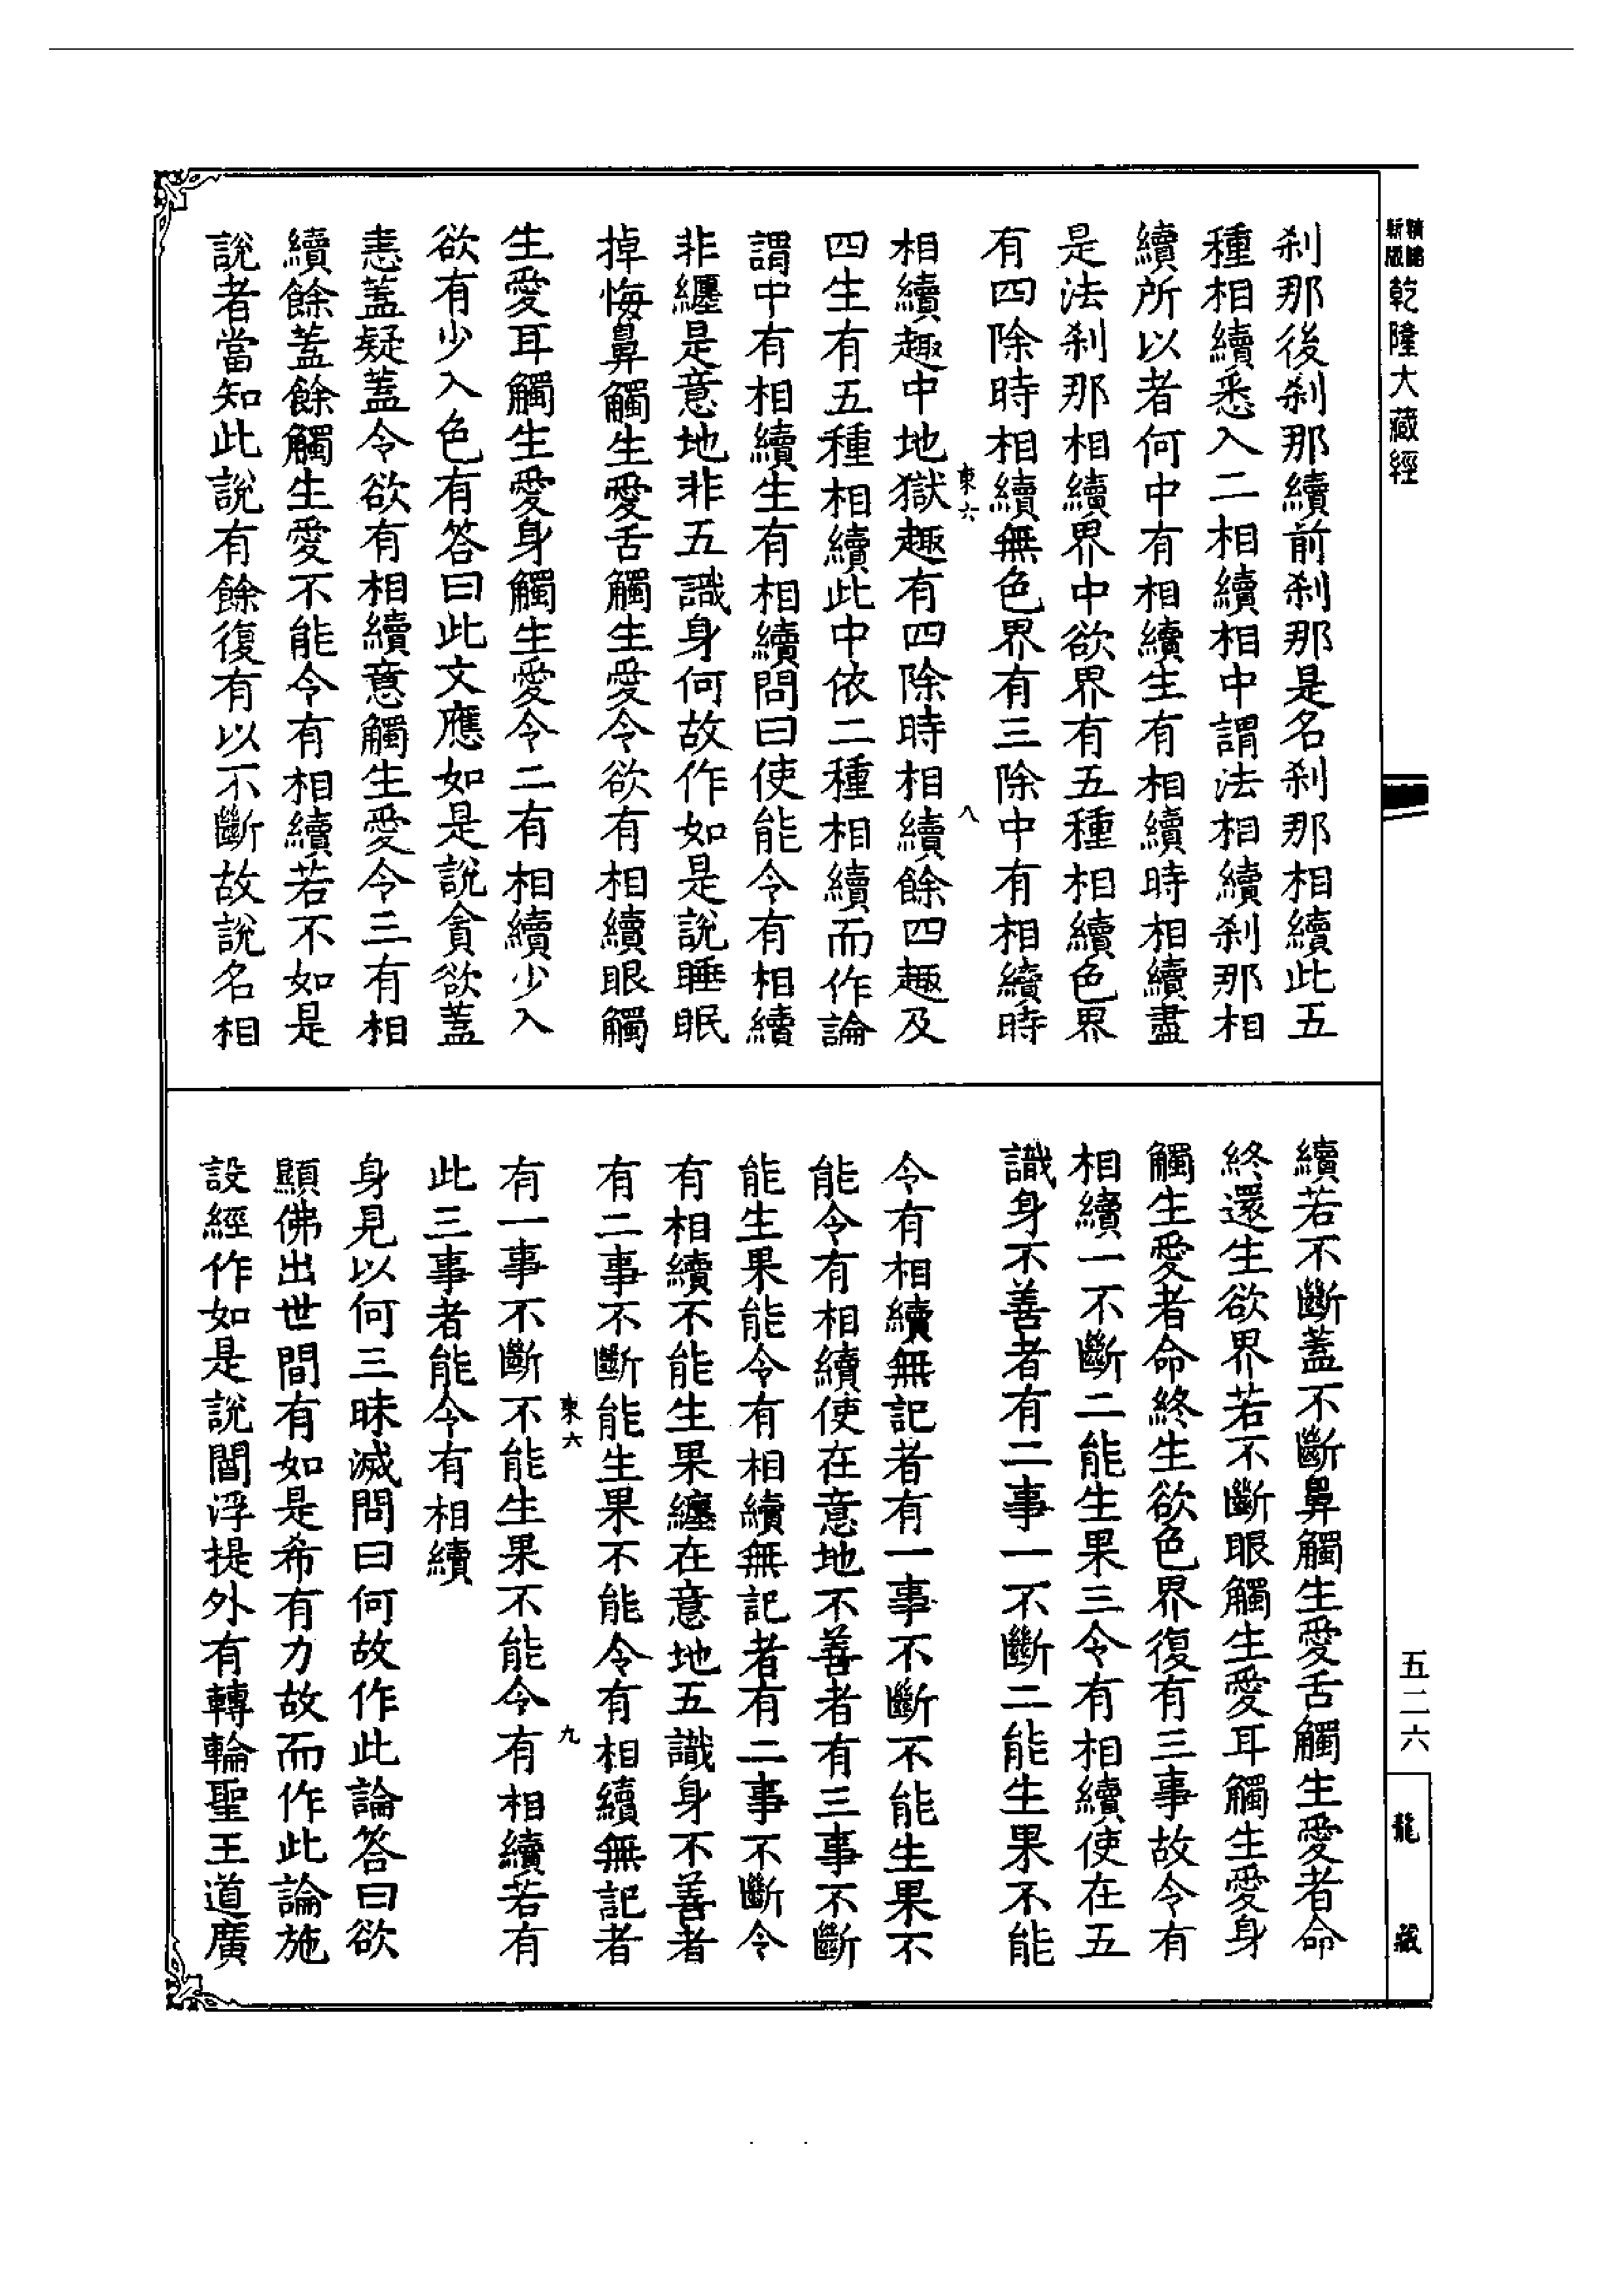 乾隆大藏經
刹那後刹那續前刹那是名刹那相續此五
種相續悉入二相續相中謂法相續刹那相
續所以者何中有相續生有相續時相續盡
是法刹那相續界中欲界有五種相續色界
有四除時相續無色界有三除中有相續時
東六 八
相續趣中地獄趣有四除時相續餘四趣及
四生有五種相續此中依二種相續而作論
謂中有相續生有相續問曰使能令有相續
非纏是意地非五識身何故作如是說睡眠
掉悔鼻觸生愛舌觸生愛令欲有相續眼觸
生愛耳觸生愛身觸生愛令二有相續少入
欲有少入色有答曰此文應如是說貪欲蓋
恚蓋疑蓋令欲有相續意觸生愛令三有相
續餘蓋餘觸生愛不能令有相續若不如是
說者當知此說有餘復有以不斷故說名相
續若不斷蓋不斷鼻觸生愛舌觸生愛者命
終還生欲界若不斷眼觸生愛耳觸生愛身
觸生愛者命終生欲色界復有三事故令有
相續一不斷二能生果三令有相續使在五
識身不善者有二事一不斷二能生果不能
令有相續無記者有一事不斷不能生果不
能令有相續使在意地不善者有三事不斷
能生果能令有相續無記者有二事不斷令
有相續不能生果纏在意地五識身不善者
有二事不斷能生果不能令有相續無記者
東六 九
有一事不斷不能生果不能令有相續若有
此三事者能令有相續
身見以何三昧滅問曰何故作此論答曰欲
顯佛出世間有如是希有力故而作此論施
設經作如是說閻浮提外有轉輪聖王道廣
五二六
龍藏